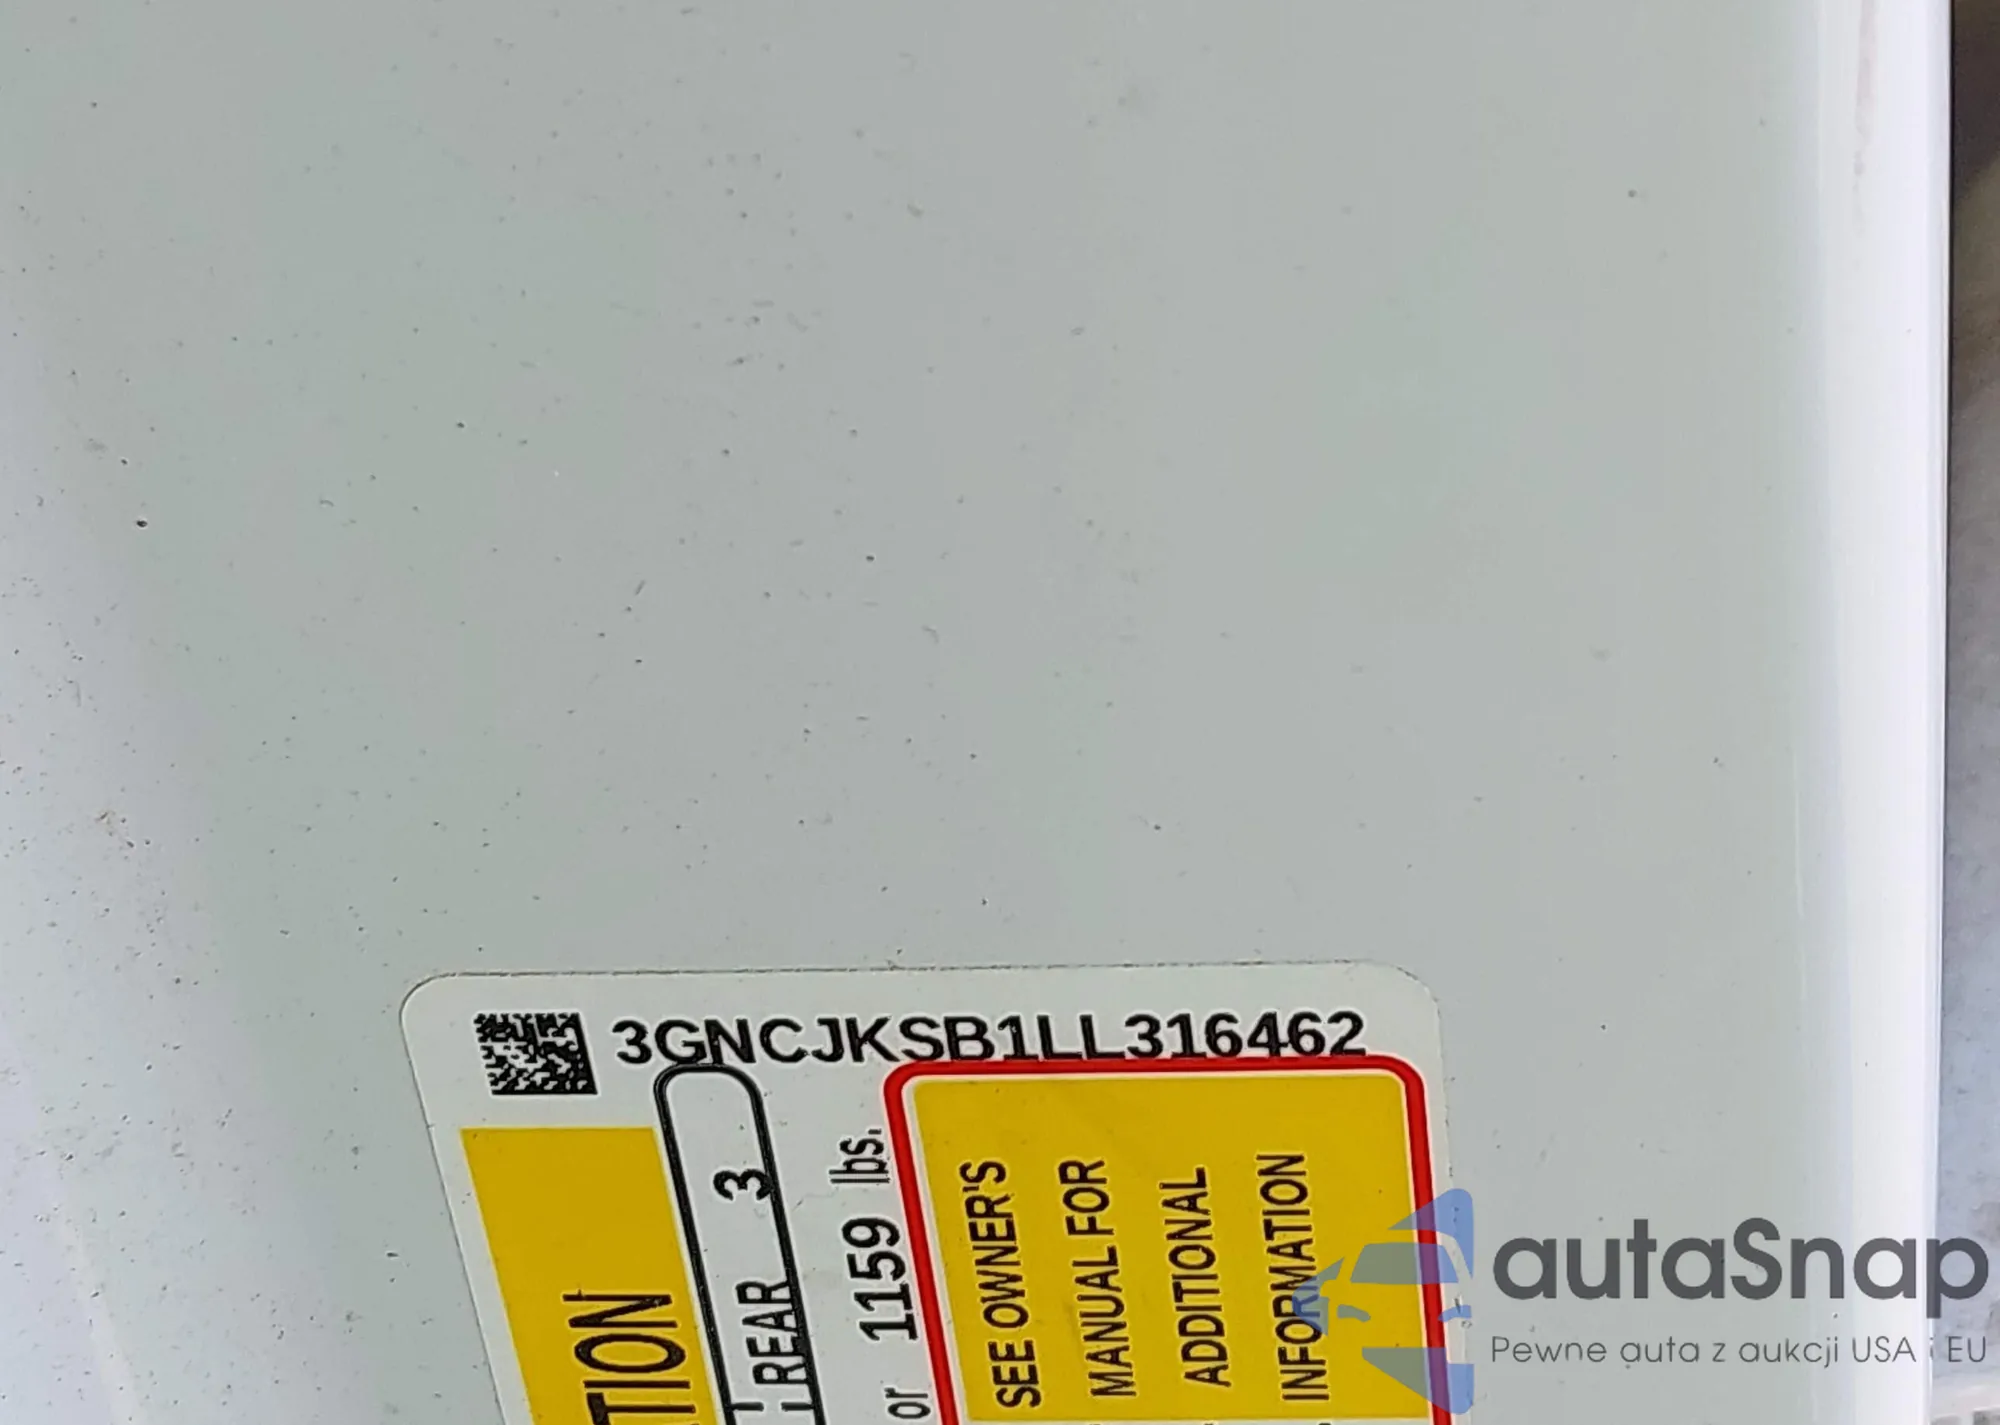 3GNCJKSB1LL316462
TION
REAR 3
or 1159 lbs.
SEE OWNER'S
MANUAL FOR
ADDITIONAL
INFORMATION
autaSnap
Pewne auta z aukcji USA i EU